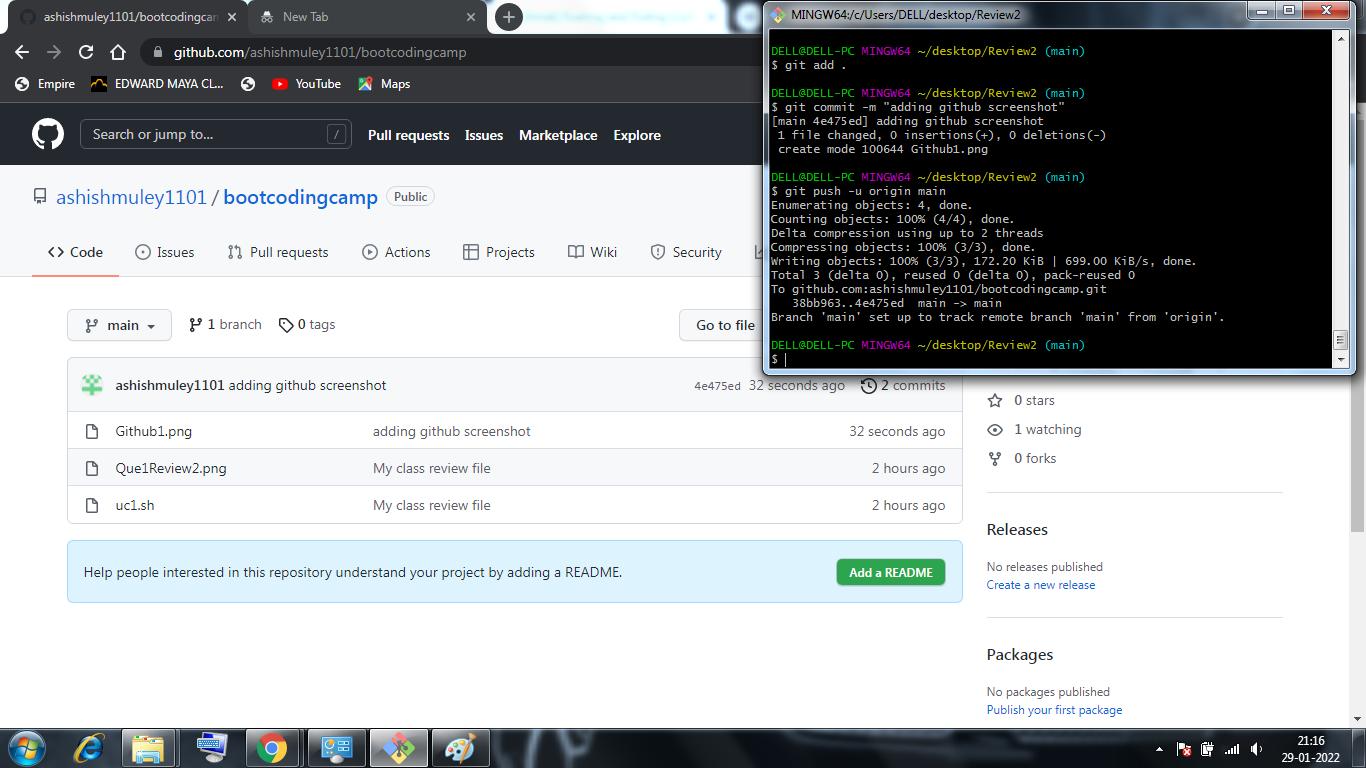 ashishmuley1101/bootcodingcam
New Tab
github.com/ashishmuley1101/bootcodingcamp
Empire
EDWARD MAYA CL...
YouTube
Maps
Search or jump to...
/
Pull requests
Issues
Marketplace
Explore
ashishmuley1101 / bootcodingcamp
Public
Code
Issues
Pull requests
Actions
Projects
Wiki
Security
main
1 branch
0 tags
Go to file
ashishmuley1101 adding github screenshot
4e475ed 32 seconds ago
2 commits
Github1.png adding github screenshot 32 seconds ago
Que1Review2.png My class review file 2 hours ago
uc1.sh My class review file 2 hours ago
Help people interested in this repository understand your project by adding a README.
Add a README
0 stars
1 watching
0 forks
Releases
No releases published
Create a new release
Packages
No packages published
Publish your first package
MINGW64:/c/Users/DELL/desktop/Review2
DELL@DELL-PC MINGW64 ~/desktop/Review2 (main)
$ git add .
DELL@DELL-PC MINGW64 ~/desktop/Review2 (main)
$ git commit -m "adding github screenshot"
[main 4e475ed] adding github screenshot
1 file changed, 0 insertions(+), 0 deletions(-)
create mode 100644 Github1.png
DELL@DELL-PC MINGW64 ~/desktop/Review2 (main)
$ git push -u origin main
Enumerating objects: 4, done.
Counting objects: 100% (4/4), done.
Delta compression using up to 2 threads
Compressing objects: 100% (3/3), done.
Writing objects: 100% (3/3), 172.20 KiB | 699.00 KiB/s, done.
Total 3 (delta 0), reused 0 (delta 0), pack-reused 0
To github.com:ashishmuley1101/bootcodingcamp.git
38bb963..4e475ed main -> main
Branch 'main' set up to track remote branch 'main' from 'origin'.
DELL@DELL-PC MINGW64 ~/desktop/Review2 (main)
$
21:16
29-01-2022